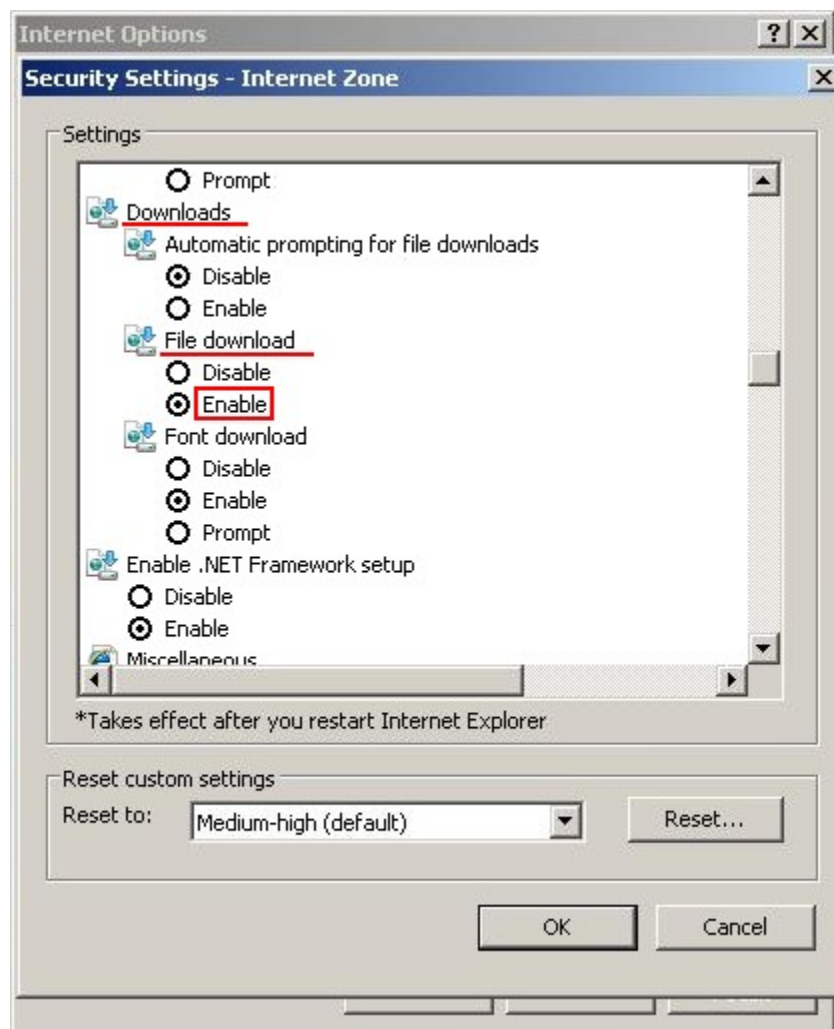 Internet Options
Security Settings - Internet Zone
Settings
Prompt
Downloads
Automatic prompting for file downloads
Disable
Enable
File download
Disable
Enable
Font download
Disable
Enable
Prompt
Enable .NET Framework setup
Disable
Enable
Miscellaneous
*Takes effect after you restart Internet Explorer
Reset custom settings
Reset to:
Medium-high (default)
Reset...
OK
Cancel